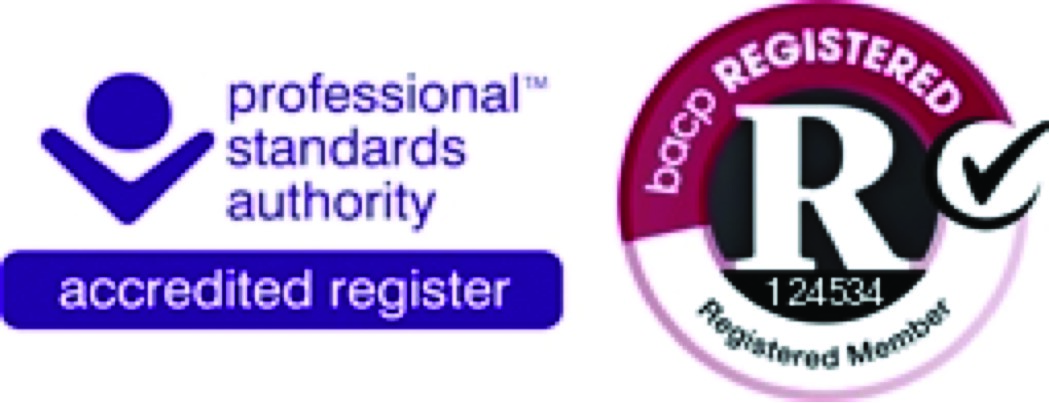 professional™
standards
authority
accredited register
bacp REGISTERED
R
124534
Registered Member